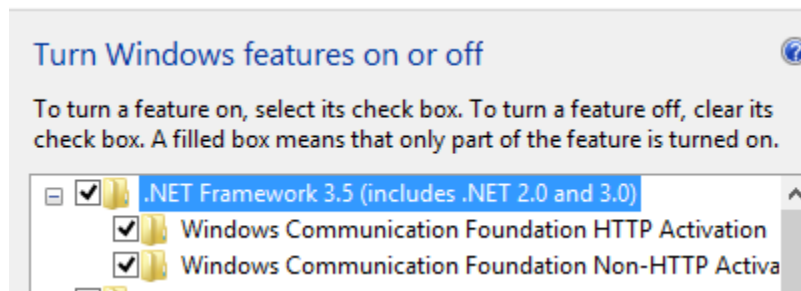 Turn Windows features on or off
To turn a feature on, select its check box. To turn a feature off, clear its
check box. A filled box means that only part of the feature is turned on.
.NET Framework 3.5 (includes .NET 2.0 and 3.0)
Windows Communication Foundation HTTP Activation
Windows Communication Foundation Non-HTTP Activa